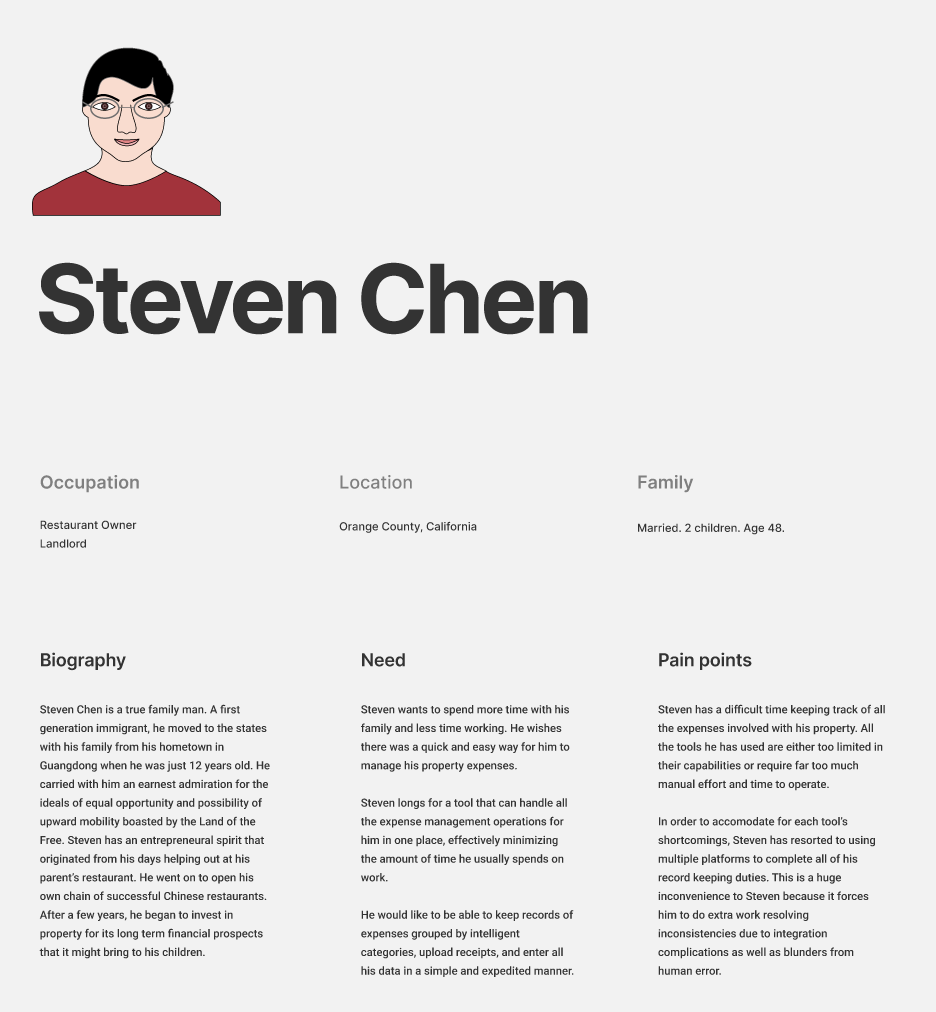 Steven Chen
Occupation
Restaurant Owner
Landlord
Location
Orange County, California
Family
Married. 2 children. Age 48.
Biography
Steven Chen is a true family man. A first
generation immigrant, he moved to the states
with his family from his hometown in
Guangdong when he was just 12 years old. He
carried with him an earnest admiration for the
ideals of equal opportunity and possibility of
upward mobility boasted by the Land of the
Free. Steven has an entrepreneural spirit that
originated from his days helping out at his
parent's restaurant. He went on to open his
own chain of successful Chinese restaurants.
After a few years, he began to invest in
property for its long term financial prospects
that it might bring to his children.
Need
Steven wants to spend more time with his
family and less time working. He wishes
there was a quick and easy way for him to
manage his property expenses.
Steven longs for a tool that can handle all
the expense management operations for
him in one place, effectively minimizing
the amount of time he usually spends on
work.
He would like to be able to keep records of
expenses grouped by intelligent
categories, upload receipts, and enter all
his data in a simple and expedited manner.
Pain points
Steven has a difficult time keeping track of all
the expenses involved with his property. All
the tools he has used are either too limited in
their capabilities or require far too much
manual effort and time to operate.
In order to accomodate for each tool's
shortcomings, Steven has resorted to using
multiple platforms to complete all of his
record keeping duties. This is a huge
inconvenience to Steven because it forces
him to do extra work resolving
inconsistencies due to integration
complications as well as blunders from
human error.